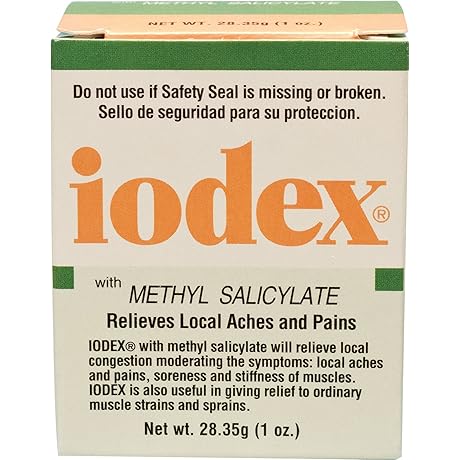 NET WT. 28.35g (1 oz.)
Do not use if Safety Seal is missing or broken.
Sello de seguridad para su proteccion.
iodex®
with METHYL SALICYLATE
Relieves Local Aches and Pains
IODEX® with methyl salicylate will relieve local
congestion moderating the symptoms: local aches
and pains, soreness and stiffness of muscles.
IODEX is also useful in giving relief to ordinary
muscle strains and sprains.
Net wt. 28.35g (1 oz.)